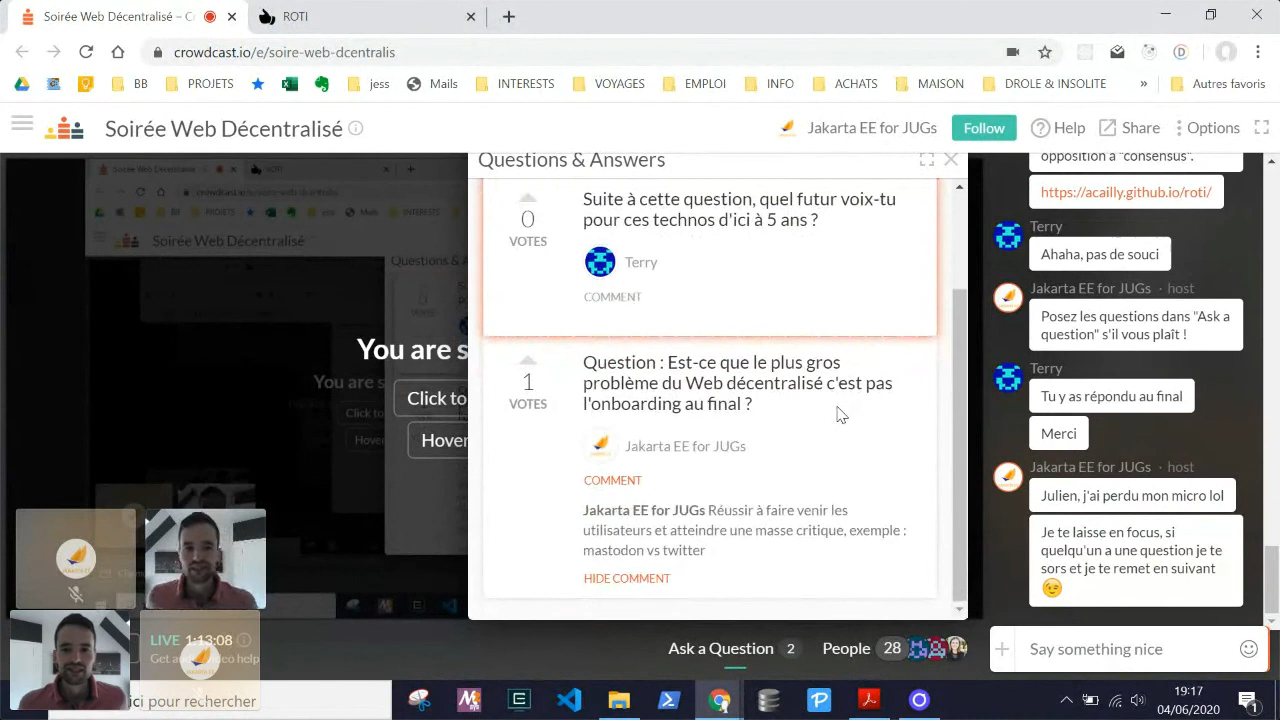 Soirée Web Décentralisé – C
ROTI
crowdcast.io/e/soire-web-dcentralis
BB
PROJETS
jess
Mails
INTERESTS
VOYAGES
EMPLOI
INFO
ACHATS
MAISON
DROLE & INSOLITE
»
Autres favoris
Soirée Web Décentralisé
Jakarta EE for JUGs
Follow
Help
Share
Options
Questions & Answers
0
VOTES
Suite à cette question, quel futur voix-tu
pour ces technos d'ici à 5 ans ?
Terry
COMMENT
1
VOTES
Question : Est-ce que le plus gros
problème du Web décentralisé c'est pas
l'onboarding au final ?
Jakarta EE for JUGs
COMMENT
Jakarta EE for JUGs Réussir à faire venir les
utilisateurs et atteindre une masse critique, exemple :
mastodon vs twitter
HIDE COMMENT
ROTI
Soirée Web Décentralisé
You are s
Click to
Hover
LIVE 1:13:08
ici pour rechercher
Ask a Question 2
People 28
opposition à "consensus".
https://acailly.github.io/roti/
Terry
Ahaha, pas de souci
Jakarta EE for JUGs · host
Posez les questions dans "Ask a
question" s'il vous plaît !
Terry
Tu y as répondu au final
Merci
Jakarta EE for JUGs · host
Julien, j'ai perdu mon micro lol
Je te laisse en focus, si
quelqu'un a une question je te
sors et je te remet en suivant
Say something nice
19:17
04/06/2020